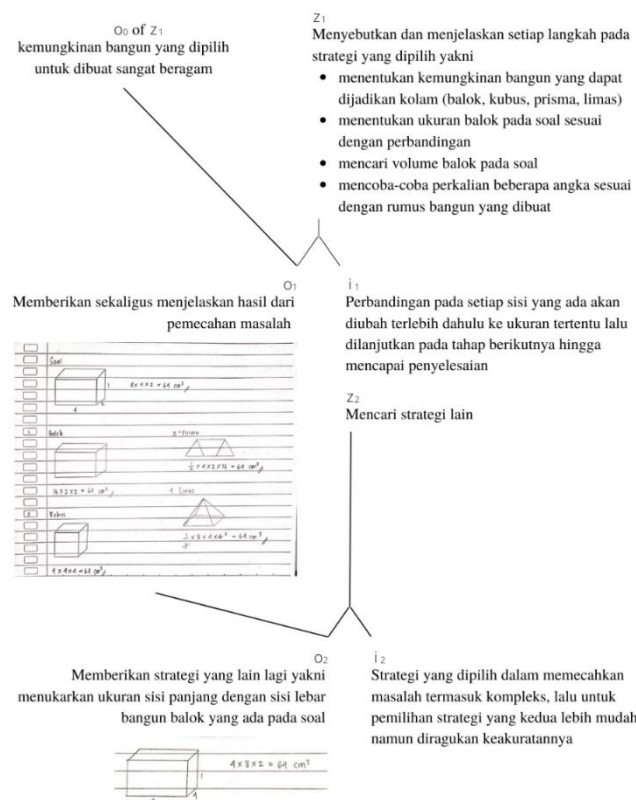 O₀ of Z₁
kemungkinan bangun yang dipilih
untuk dibuat sangat beragam
Z₁
Menyebutkan dan menjelaskan setiap langkah pada
strategi yang dipilih yakni
• menentukan kemungkinan bangun yang dapat
dijadikan kolam (balok, kubus, prisma, limas)
• menentukan ukuran balok pada soal sesuai
dengan perbandingan
• mencari volume balok pada soal
• mencoba-coba perkalian beberapa angka sesuai
dengan rumus bangun yang dibuat
O₁
Memberikan sekaligus menjelaskan hasil dari
pemecahan masalah
i₁
Perbandingan pada setiap sisi yang ada akan
diubah terlebih dahulu ke ukuran tertentu lalu
dilanjutkan pada tahap berikutnya hingga
mencapai penyelesaian
Soal
1. Balok
16 x 2 x 2 = 64 cm³
2. Kubus
4 x 4 x 4 = 64 cm³
4. Limas
Z₂
Mencari strategi lain
O₂
Memberikan strategi yang lain lagi yakni
menukarkan ukuran sisi panjang dengan sisi lebar
bangun balok yang ada pada soal
4 x 8 x 2 = 64 cm³
i₂
Strategi yang dipilih dalam memecahkan
masalah termasuk kompleks, lalu untuk
pemilihan strategi yang kedua lebih mudah
namun diragukan keakuratannya